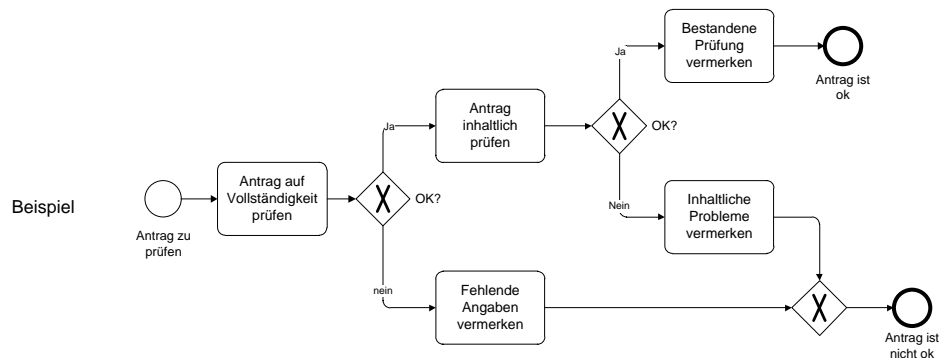 Beispiel
Antrag zu
prüfen
Antrag auf
Vollständigkeit
prüfen
X
OK?
Ja
nein
Antrag
inhaltlich
prüfen
X
OK?
Ja
Nein
Bestandene
Prüfung
vermerken
Antrag ist
ok
Inhaltliche
Probleme
vermerken
Fehlende
Angaben
vermerken
X
Antrag ist
nicht ok